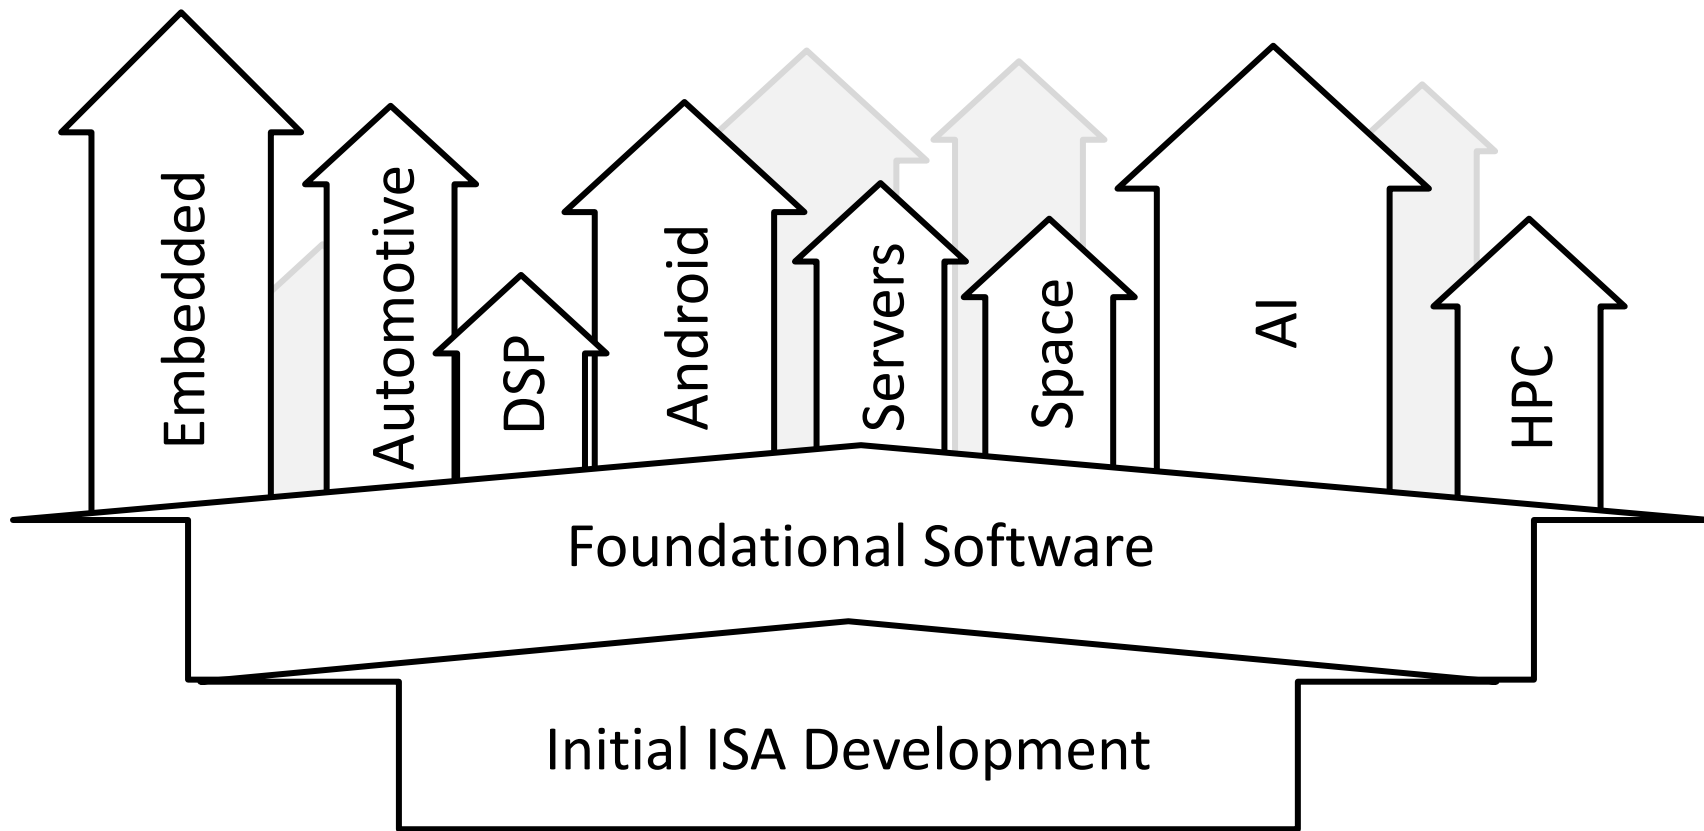 Embedded
Automotive
DSP
Android
Servers
Space
AI
HPC
Foundational Software
Initial ISA Development